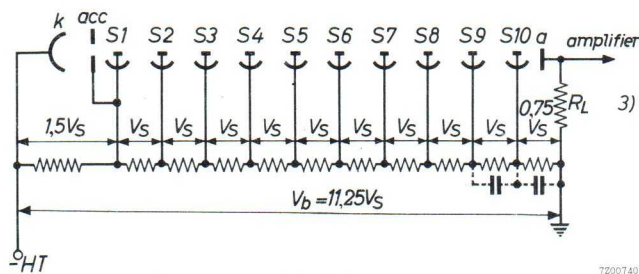 k acc S1 S2 S3 S4 S5 S6 S7 S8 S9 S10 a amplifier
0,75 R_L 3)
1,5V_S V_S V_S V_S V_S V_S V_S V_S V_S V_S V_S
V_b = 11,25V_S
-HT
7Z00740